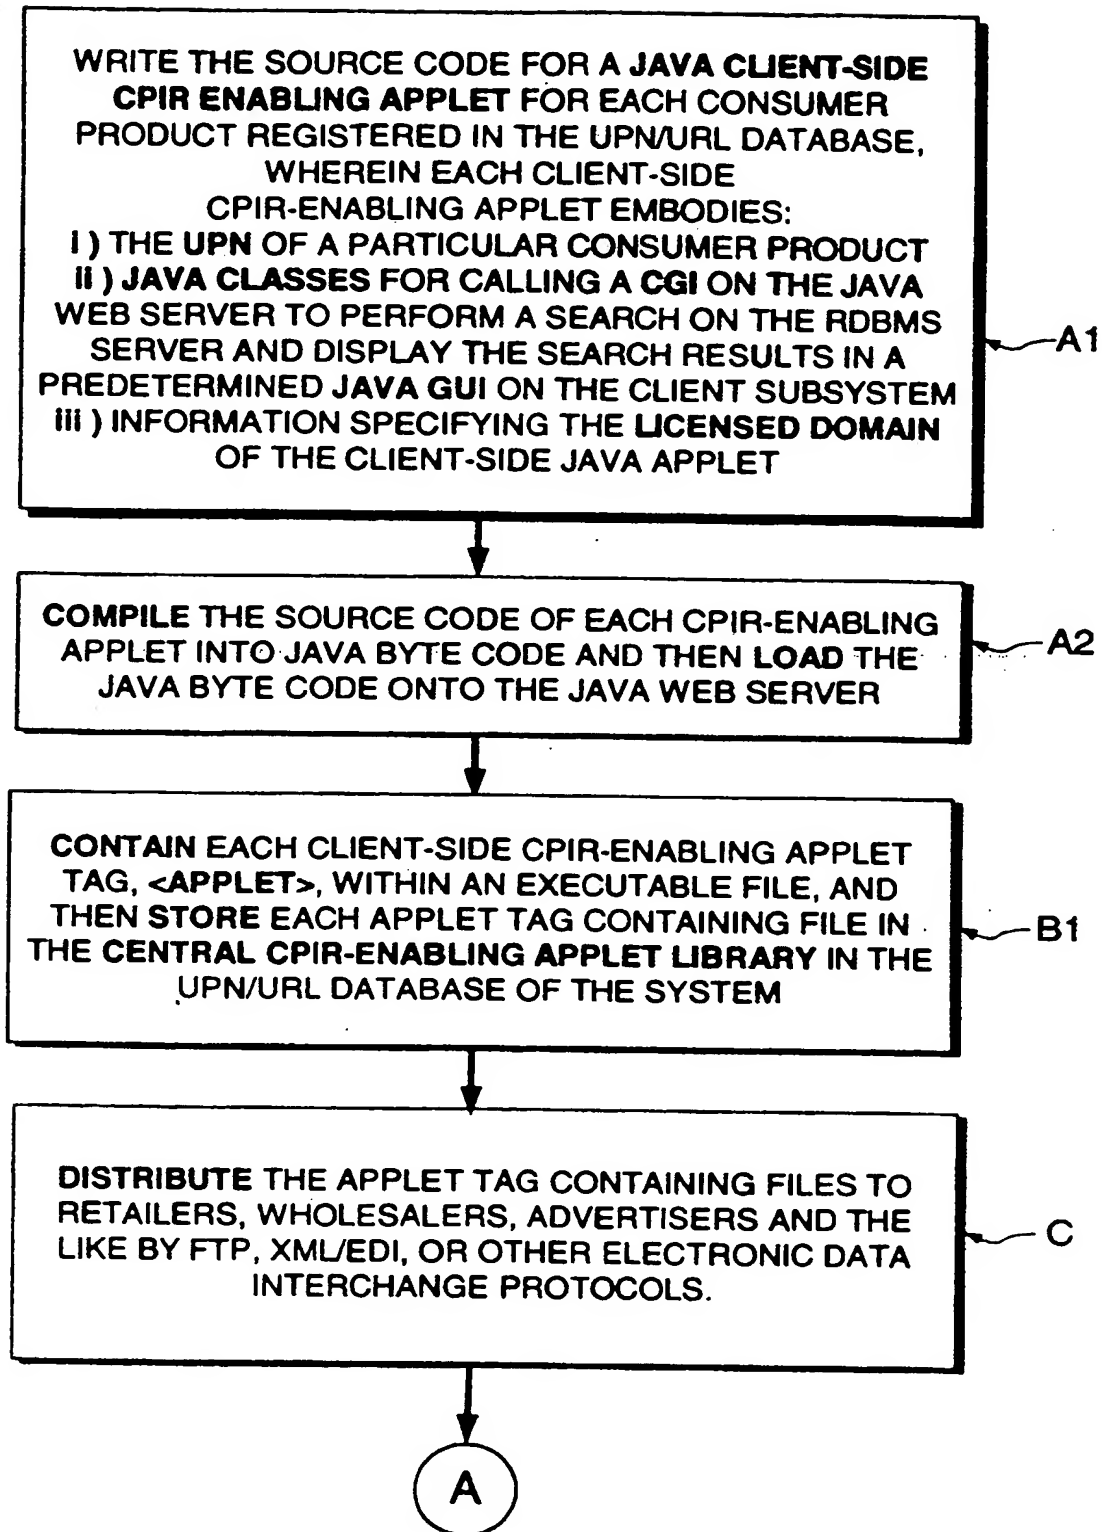 WRITE THE SOURCE CODE FOR A JAVA CLIENT-SIDE
CPIR ENABLING APPLET FOR EACH CONSUMER
PRODUCT REGISTERED IN THE UPN/URL DATABASE,
WHEREIN EACH CLIENT-SIDE
CPIR-ENABLING APPLET EMBODIES:
i ) THE UPN OF A PARTICULAR CONSUMER PRODUCT
ii ) JAVA CLASSES FOR CALLING A CGI ON THE JAVA
WEB SERVER TO PERFORM A SEARCH ON THE RDBMS
SERVER AND DISPLAY THE SEARCH RESULTS IN A
PREDETERMINED JAVA GUI ON THE CLIENT SUBSYSTEM
iii ) INFORMATION SPECIFYING THE LICENSED DOMAIN
OF THE CLIENT-SIDE JAVA APPLET
A1
COMPILE THE SOURCE CODE OF EACH CPIR-ENABLING
APPLET INTO JAVA BYTE CODE AND THEN LOAD THE
JAVA BYTE CODE ONTO THE JAVA WEB SERVER
A2
CONTAIN EACH CLIENT-SIDE CPIR-ENABLING APPLET
TAG, <APPLET>, WITHIN AN EXECUTABLE FILE, AND
THEN STORE EACH APPLET TAG CONTAINING FILE IN
THE CENTRAL CPIR-ENABLING APPLET LIBRARY IN THE
UPN/URL DATABASE OF THE SYSTEM
B1
DISTRIBUTE THE APPLET TAG CONTAINING FILES TO
RETAILERS, WHOLESALERS, ADVERTISERS AND THE
LIKE BY FTP, XML/EDI, OR OTHER ELECTRONIC DATA
INTERCHANGE PROTOCOLS.
C
A